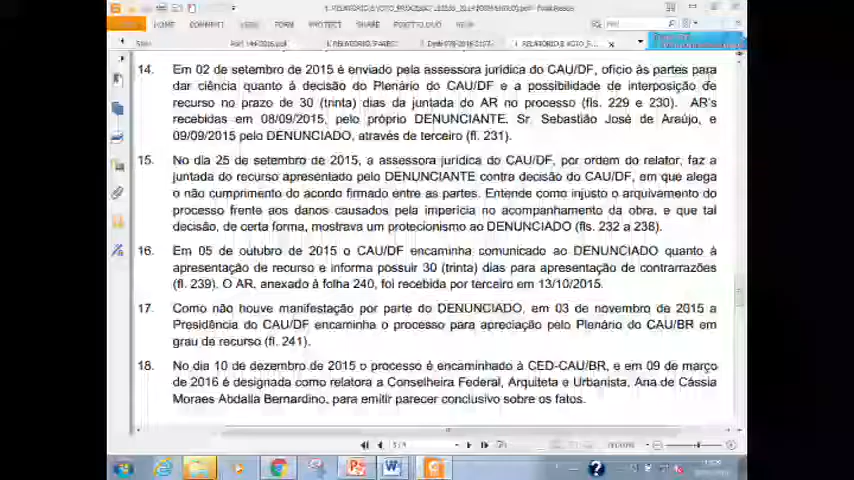 HOME COMMENT VIEW FORM PROTECT SHARE
14. Em 02 de setembro de 2015 é enviado pela assessora jurídica do CAU/DF, ofício às partes para
dar ciência quanto à decisão do Plenário do CAU/DF e a possibilidade de interposição de
recurso no prazo de 30 (trinta) dias da juntada do AR no processo (fls. 229 e 230). AR's
recebidas em 08/09/2015, pelo próprio DENUNCIANTE, Sr. Sebastião José de Araújo, e
09/09/2015 pelo DENUNCIADO, através de terceiro (fl. 231).
15. No dia 25 de setembro de 2015, a assessora jurídica do CAU/DF, por ordem do relator, faz a
juntada do recurso apresentado pelo DENUNCIANTE contra decisão do CAU/DF, em que alega
o não cumprimento do acordo firmado entre as partes. Entende como injusto o arquivamento do
processo frente aos danos causados pela imperícia no acompanhamento da obra, e que tal
decisão, de certa forma, mostrava um protecionismo ao DENUNCIADO (fls. 232 a 238).
16. Em 05 de outubro de 2015 o CAU/DF encaminha comunicado ao DENUNCIADO quanto à
apresentação de recurso e informa possuir 30 (trinta) dias para apresentação de contrarrazões
(fl. 239). O AR, anexado à folha 240, foi recebida por terceiro em 13/10/2015.
17. Como não houve manifestação por parte do DENUNCIADO, em 03 de novembro de 2015 a
Presidência do CAU/DF encaminha o processo para apreciação pelo Plenário do CAU/BR em
grau de recurso (fl. 241).
18. No dia 10 de dezembro de 2015 o processo é encaminhado à CED-CAU/BR, e em 09 de março
de 2016 é designada como relatora a Conselheira Federal, Arquiteta e Urbanista, Ana de Cássia
Moraes Abdalla Bernardino, para emitir parecer conclusivo sobre os fatos.